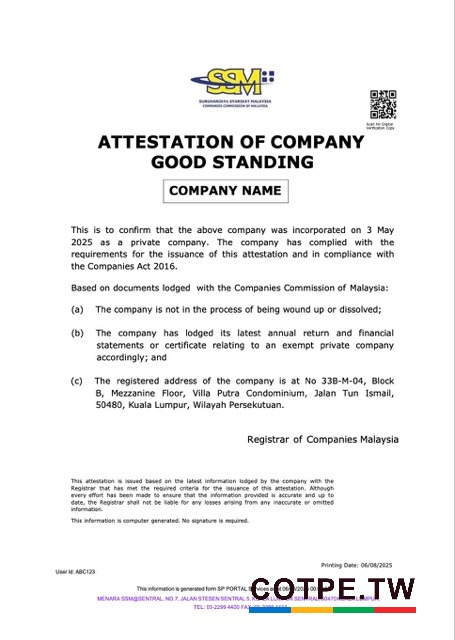 SSM
SURUHANJAYA SYARIKAT MALAYSIA
COMPANIES COMMISSION OF MALAYSIA
Scan for Digital
Verification Copy
ATTESTATION OF COMPANY
GOOD STANDING
COMPANY NAME
This is to confirm that the above company was incorporated on 3 May
2025 as a private company. The company has complied with the
requirements for the issuance of this attestation and in compliance with
the Companies Act 2016.
Based on documents lodged with the Companies Commission of Malaysia:
(a) The company is not in the process of being wound up or dissolved;
(b) The company has lodged its latest annual return and financial
statements or certificate relating to an exempt private company
accordingly; and
(c) The registered address of the company is at No 33B-M-04, Block
B, Mezzanine Floor, Villa Putra Condominium, Jalan Tun Ismail,
50480, Kuala Lumpur, Wilayah Persekutuan.
Registrar of Companies Malaysia
This attestation is issued based on the latest information lodged by the company with the
Registrar that has met the required criteria for the issuance of this attestation. Although
every effort has been made to ensure that the information provided is accurate and up to
date, the Registrar shall not be liable for any losses arising from any inaccurate or omitted
information.
This information is computer generated. No signature is required.
Printing Date: 06/08/2025
User Id: ABC123
This information is generated form SP PORTAL Services as at
MENARA SSM@SENTRAL, NO.7, JALAN STESEN SENTRAL 5,
TEL: 03-2299 4400 FAX:
COTPE.TW